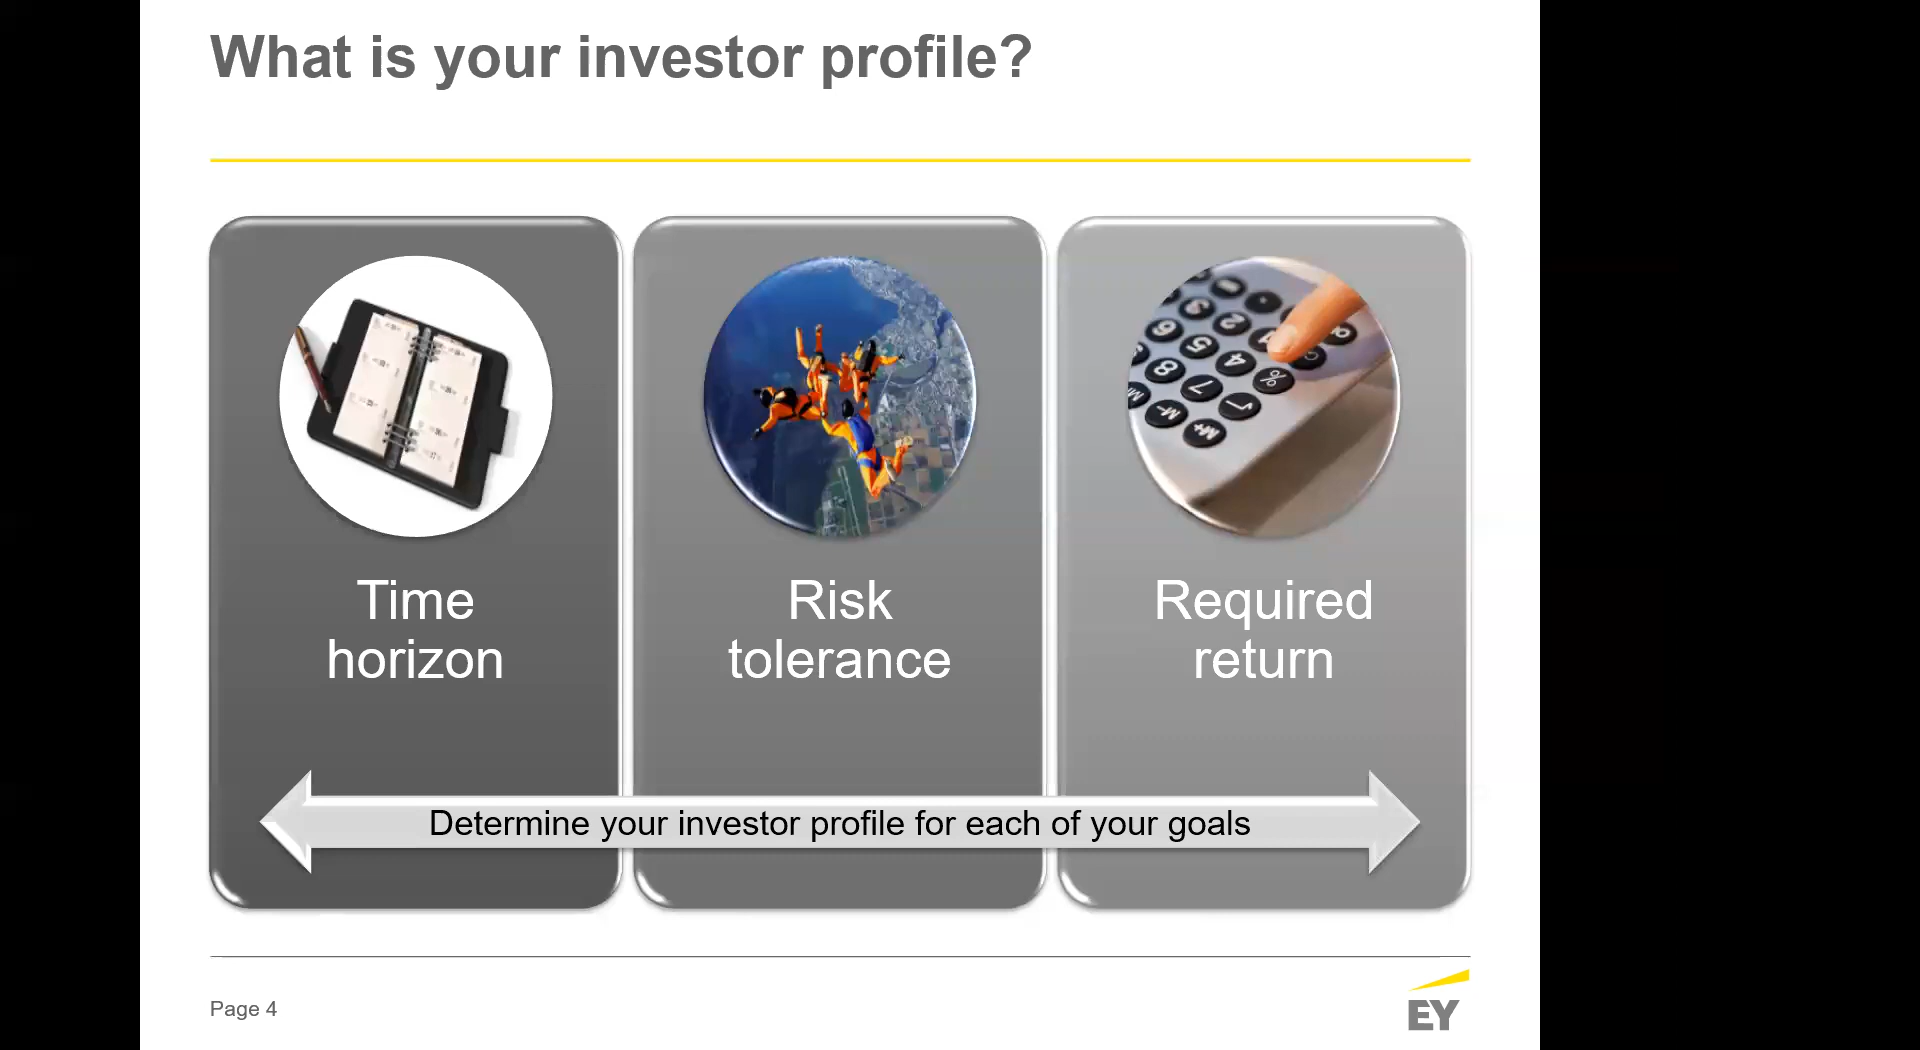 What is your investor profile?
Time
horizon
Risk
tolerance
Required
return
Determine your investor profile for each of your goals
Page 4
EY